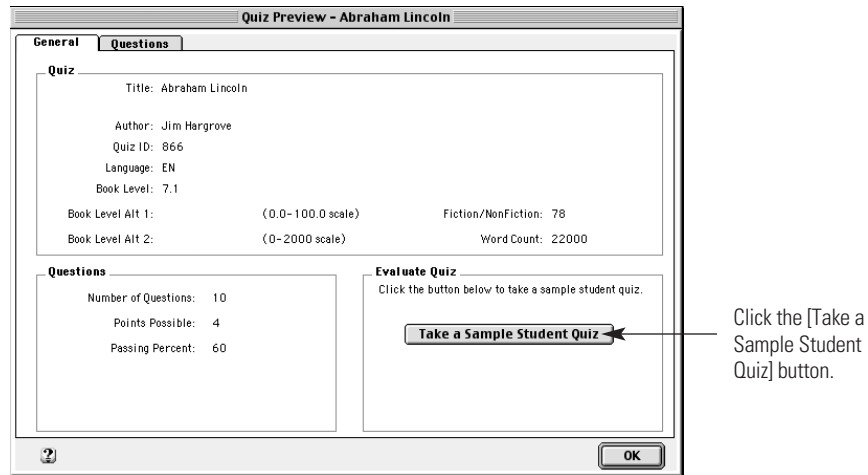 Quiz Preview - Abraham Lincoln
General Questions
Quiz
Title: Abraham Lincoln
Author: Jim Hargrove
Quiz ID: 866
Language: EN
Book Level: 7.1
Book Level Alt 1: (0.0-100.0 scale) Fiction/NonFiction: 78
Book Level Alt 2: (0-2000 scale) Word Count: 22000
Questions
Number of Questions: 10
Points Possible: 4
Passing Percent: 60
Evaluate Quiz
Click the button below to take a sample student quiz.
Take a Sample Student Quiz
Click the [Take a
Sample Student
Quiz] button.
?
OK